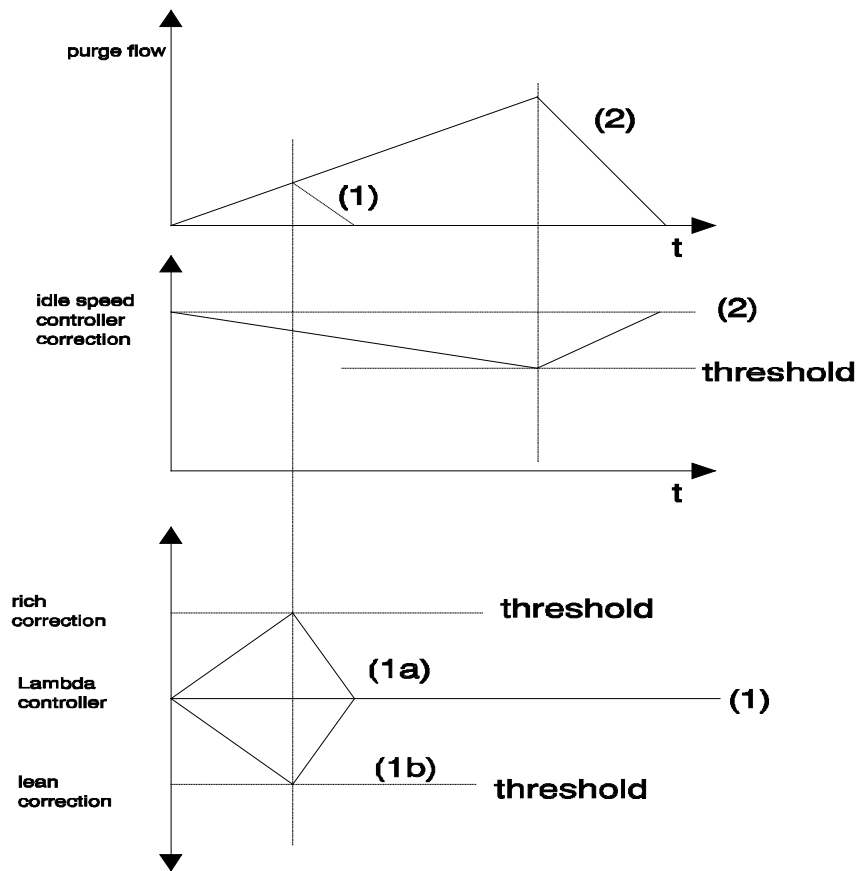 purge flow
(2)
(1)
t
idle speed
controller
correction
(2)
threshold
t
rich
correction
threshold
(1a)
Lambda
controller
(1)
(1b)
lean
correction
threshold